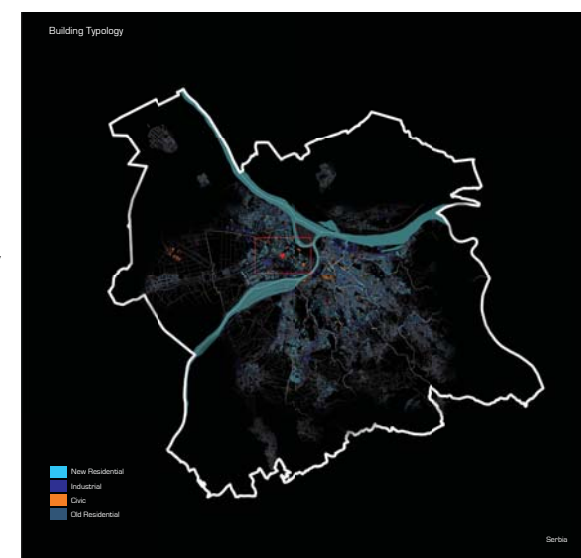 Building Typology
New Residential
Industrial
Civic
Old Residential
Serbia